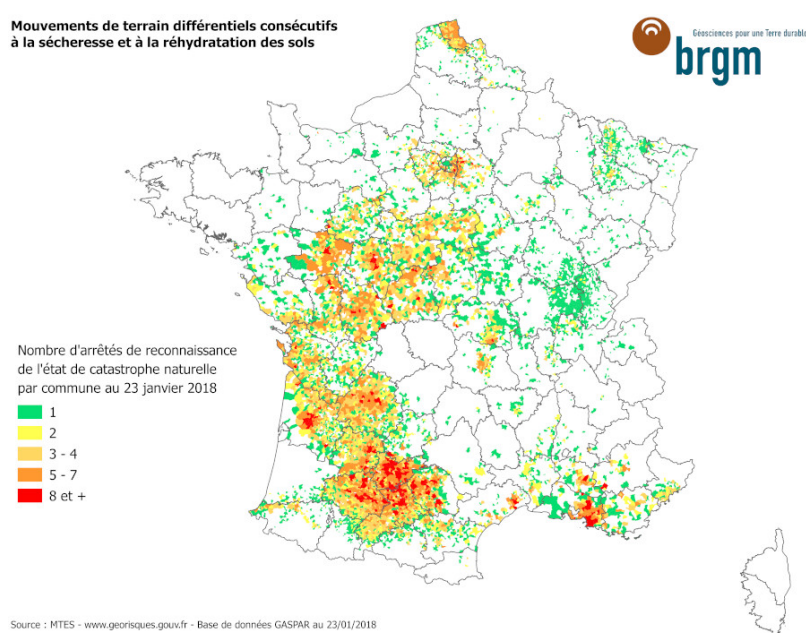 Mouvements de terrain différentiels consécutifs
à la sécheresse et à la réhydratation des sols
Géosciences pour une Terre durable
brgm
Nombre d'arrêtés de reconnaissance
de l'état de catastrophe naturelle
par commune au 23 janvier 2018
1
2
3 - 4
5 - 7
8 et +
Source : MTES - www.georisques.gouv.fr - Base de données GASPAR au 23/01/2018